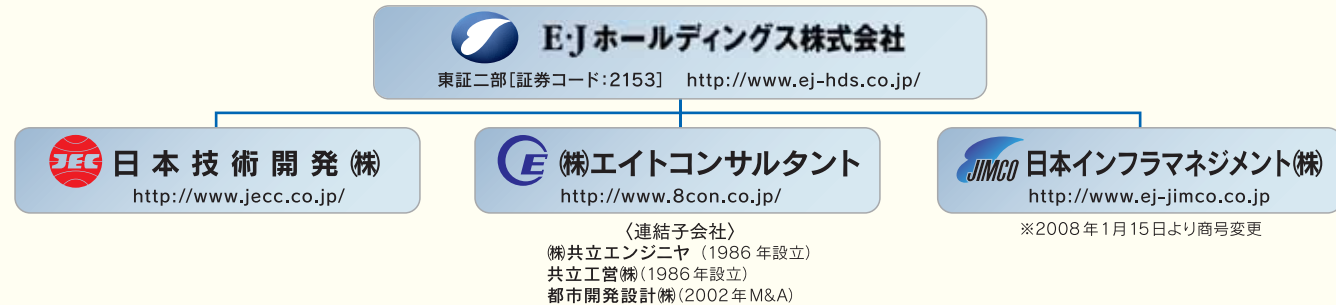 E·Jホールディングス株式会社
東証二部[証券コード:2153] http://www.ej-hds.co.jp/
JEC 日本技術開発㈱
http://www.jecc.co.jp/
E ㈱エイトコンサルタント
http://www.8con.co.jp/
JIMCO 日本インフラマネジメント㈱
http://www.ej-jimco.co.jp
〈連結子会社〉
㈱共立エンジニヤ (1986年設立)
共立工営㈱(1986年設立)
都市開発設計㈱(2002年M&A)
※2008年1月15日より商号変更